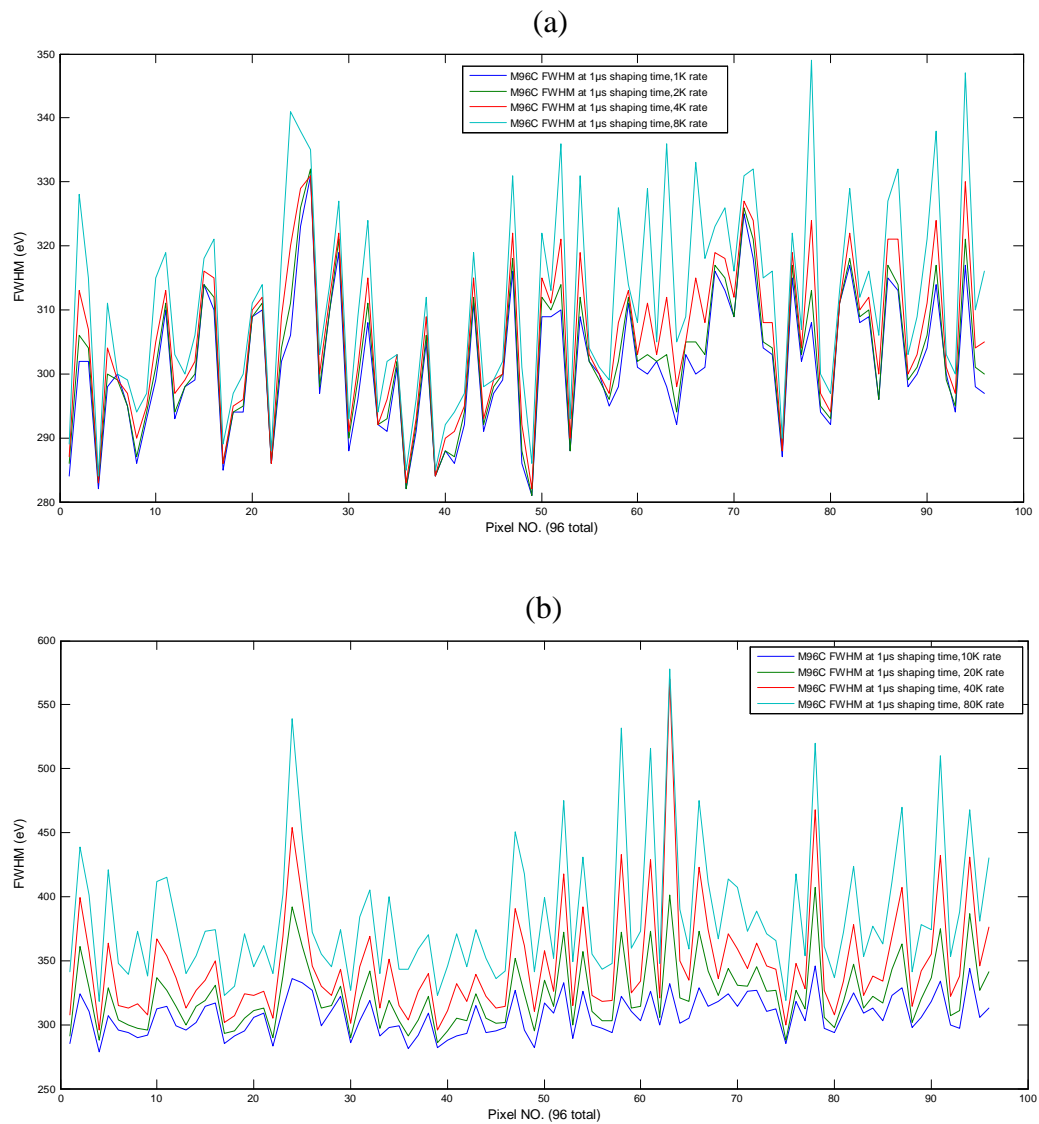 (a)
350
340
330
320
310
300
290
280
FWHM (eV)
M96C FWHM at 1µs shaping time,1K rate
M96C FWHM at 1µs shaping time,2K rate
M96C FWHM at 1µs shaping time,4K rate
M96C FWHM at 1µs shaping time,8K rate
0 10 20 30 40 50 60 70 80 90 100
Pixel NO. (96 total)
(b)
600
550
500
450
400
350
300
250
FWHM (eV)
M96C FWHM at 1µs shaping time,10K rate
M96C FWHM at 1µs shaping time, 20K rate
M96C FWHM at 1µs shaping time, 40K rate
M96C FWHM at 1µs shaping time, 80K rate
0 10 20 30 40 50 60 70 80 90 100
Pixel NO. (96 total)